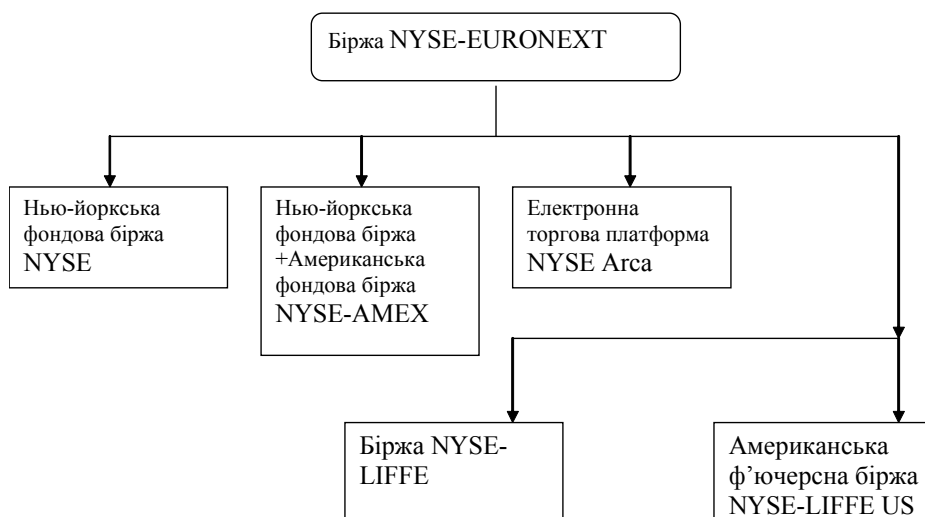 Біржа NYSE-EURONEXT
Нью-йоркська
фондова біржа
NYSE
Нью-йоркська
фондова біржа
+Американська
фондова біржа
NYSE-AMEX
Електронна
торгова платформа
NYSE Arca
Біржа NYSE-
LIFFE
Американська
ф’ючерсна біржа
NYSE-LIFFE US